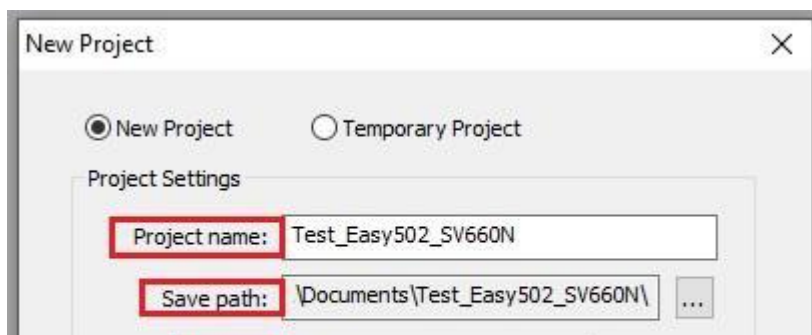 New Project
New Project Temporary Project
Project Settings
Project name: Test_Easy502_SV660N
Save path: \Documents\Test_Easy502_SV660N\ ...